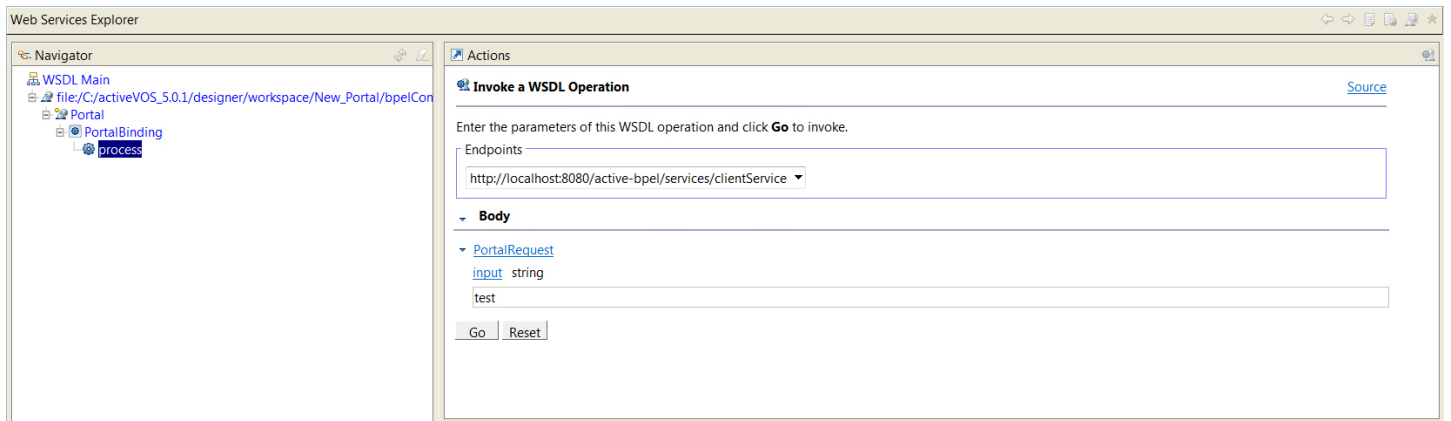 Web Services Explorer
Navigator
WSDL Main
file:/C:/activeVOS_5.0.1/designer/workspace/New_Portal/bpelCon
Portal
PortalBinding
process
Actions
Invoke a WSDL Operation
Source
Enter the parameters of this WSDL operation and click Go to invoke.
Endpoints
http://localhost:8080/active-bpel/services/clientService
Body
PortalRequest
input string
test
Go Reset